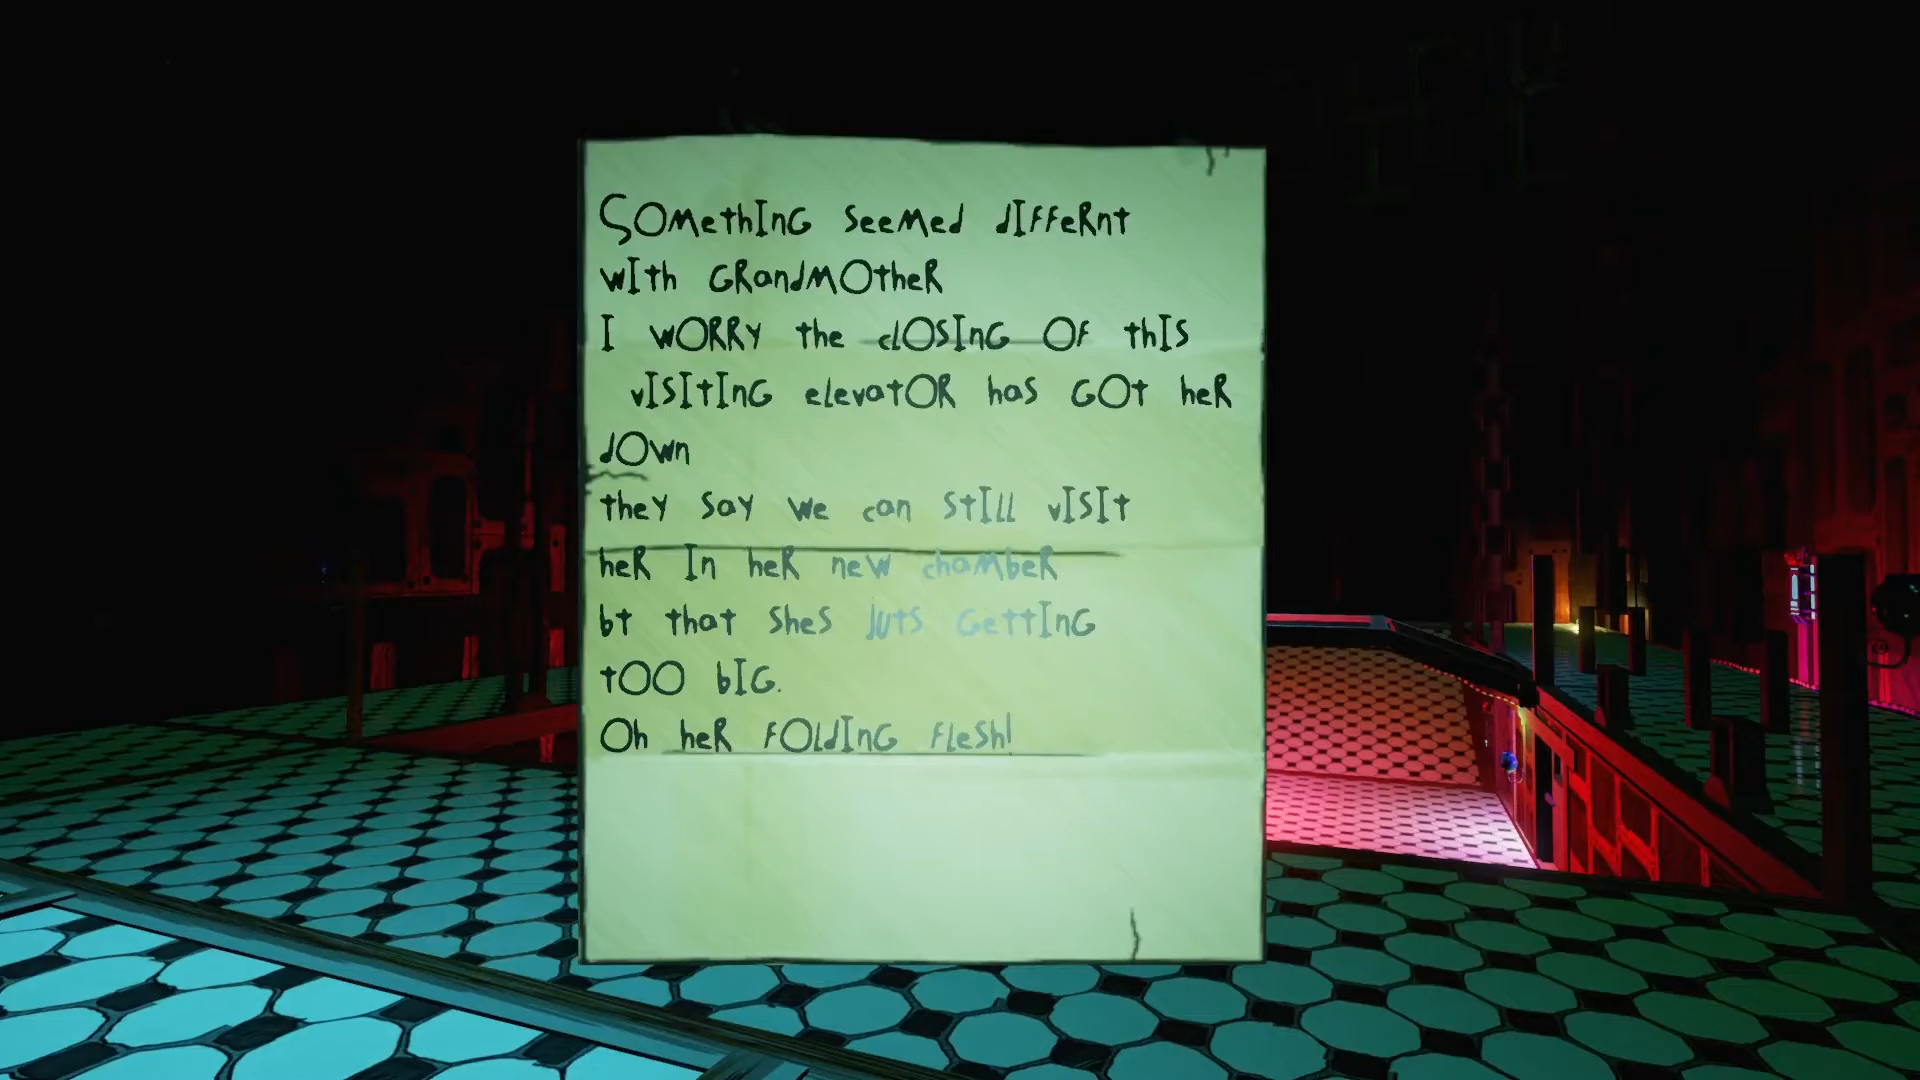 SOMethInG SeeMed dIFFeRnt
wIth GRandMOtheR
I wORRY the clOSInG OF thIS
vISItInG elevatOR haS GOt heR
dOwn
theY SaY we can StIll vISIt
heR In heR new chaMbeR
bt that SheS JutS GettInG
tOO bIG.
Oh heR FOldInG FleSh!